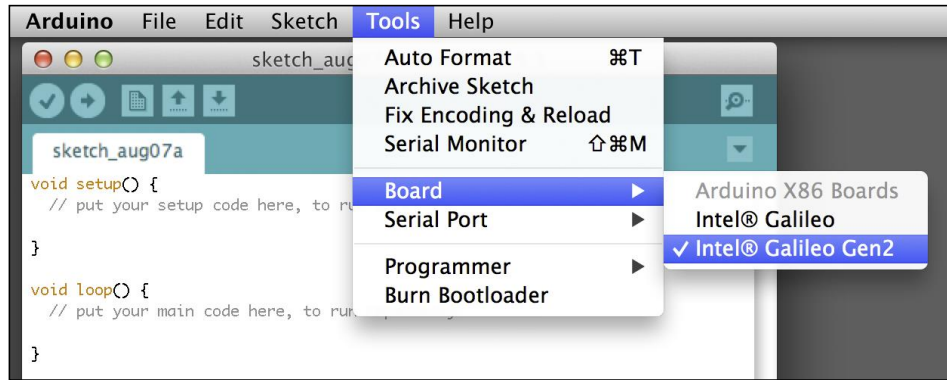 Arduino File Edit Sketch Tools Help
sketch_aug
Auto Format ⌘T
Archive Sketch
Fix Encoding & Reload
Serial Monitor ⇧⌘M
Board
Serial Port
Programmer
Burn Bootloader
Arduino X86 Boards
Intel® Galileo
✓ Intel® Galileo Gen2
sketch_aug07a
void setup() {
// put your setup code here, to
}
void loop() {
// put your main code here, to run
}